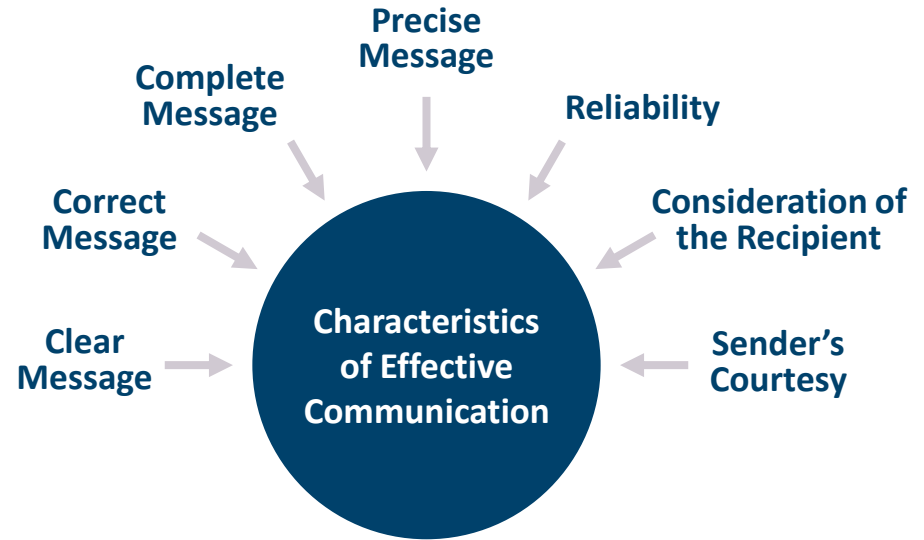 Precise
Message
Complete
Message
Reliability
Correct
Message
Consideration of
the Recipient
Clear
Message
Characteristics
of Effective
Communication
Sender’s
Courtesy